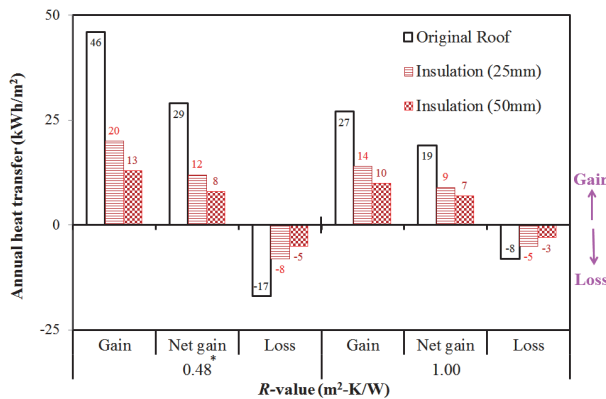 50
25
0
-25
Annual heat transfer (kWh/m²)
Original Roof
Insulation (25mm)
Insulation (50mm)
46
20
13
29
12
8
-17
-8
-5
27
14
10
19
9
7
-8
-5
-3
Gain
Loss
Gain Net gain Loss Gain Net gain Loss
0.48* 1.00
R-value (m²-K/W)